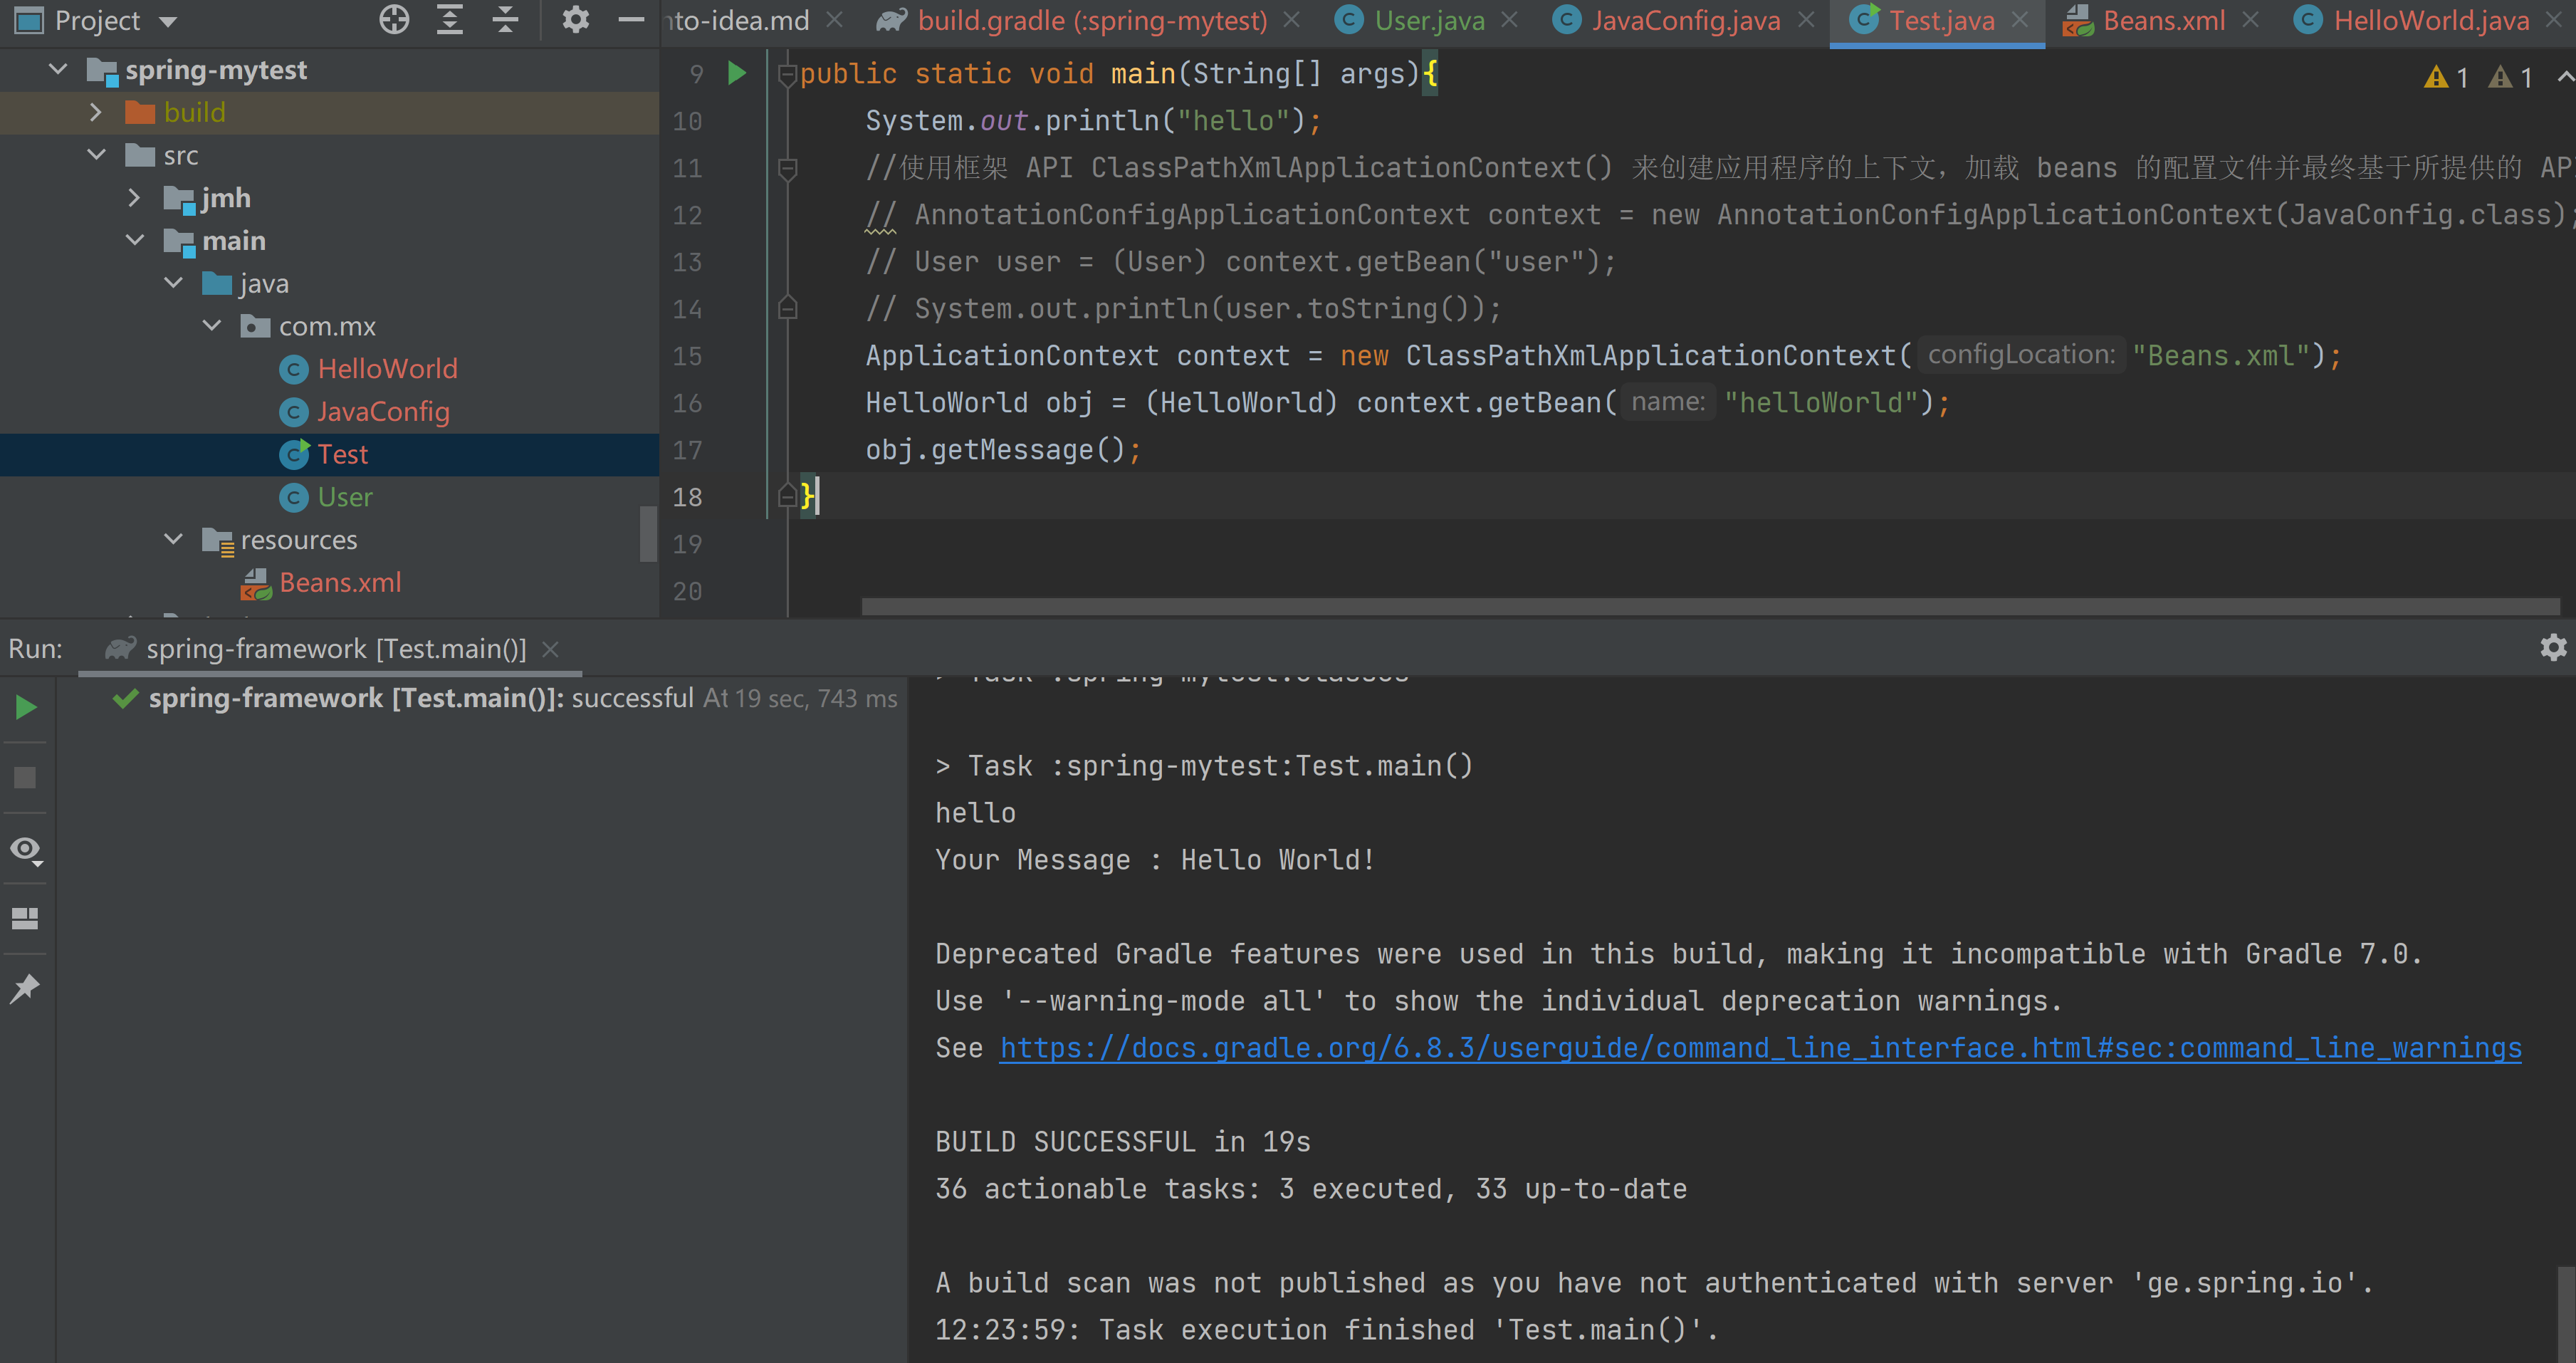 Project
nto-idea.md
build.gradle (:spring-mytest)
User.java
JavaConfig.java
Test.java
Beans.xml
HelloWorld.java
spring-mytest
build
src
jmh
main
java
com.mx
HelloWorld
JavaConfig
Test
User
resources
Beans.xml
1 1
9 public static void main(String[] args){
10 System.out.println("hello");
11 //使用框架 API ClassPathXmlApplicationContext() 来创建应用程序的上下文，加载 beans 的配置文件并最终基于所提供的 AP
12 // AnnotationConfigApplicationContext context = new AnnotationConfigApplicationContext(JavaConfig.class);
13 // User user = (User) context.getBean("user");
14 // System.out.println(user.toString());
15 ApplicationContext context = new ClassPathXmlApplicationContext( configLocation: "Beans.xml");
16 HelloWorld obj = (HelloWorld) context.getBean( name: "helloWorld");
17 obj.getMessage();
18 }
19
20
Run: spring-framework [Test.main()]
spring-framework [Test.main()]: successful At 19 sec, 743 ms
> Task :spring-mytest:classes
> Task :spring-mytest:Test.main()
hello
Your Message : Hello World!
Deprecated Gradle features were used in this build, making it incompatible with Gradle 7.0.
Use '--warning-mode all' to show the individual deprecation warnings.
See https://docs.gradle.org/6.8.3/userguide/command_line_interface.html#sec:command_line_warnings
BUILD SUCCESSFUL in 19s
36 actionable tasks: 3 executed, 33 up-to-date
A build scan was not published as you have not authenticated with server 'ge.spring.io'.
12:23:59: Task execution finished 'Test.main()'.